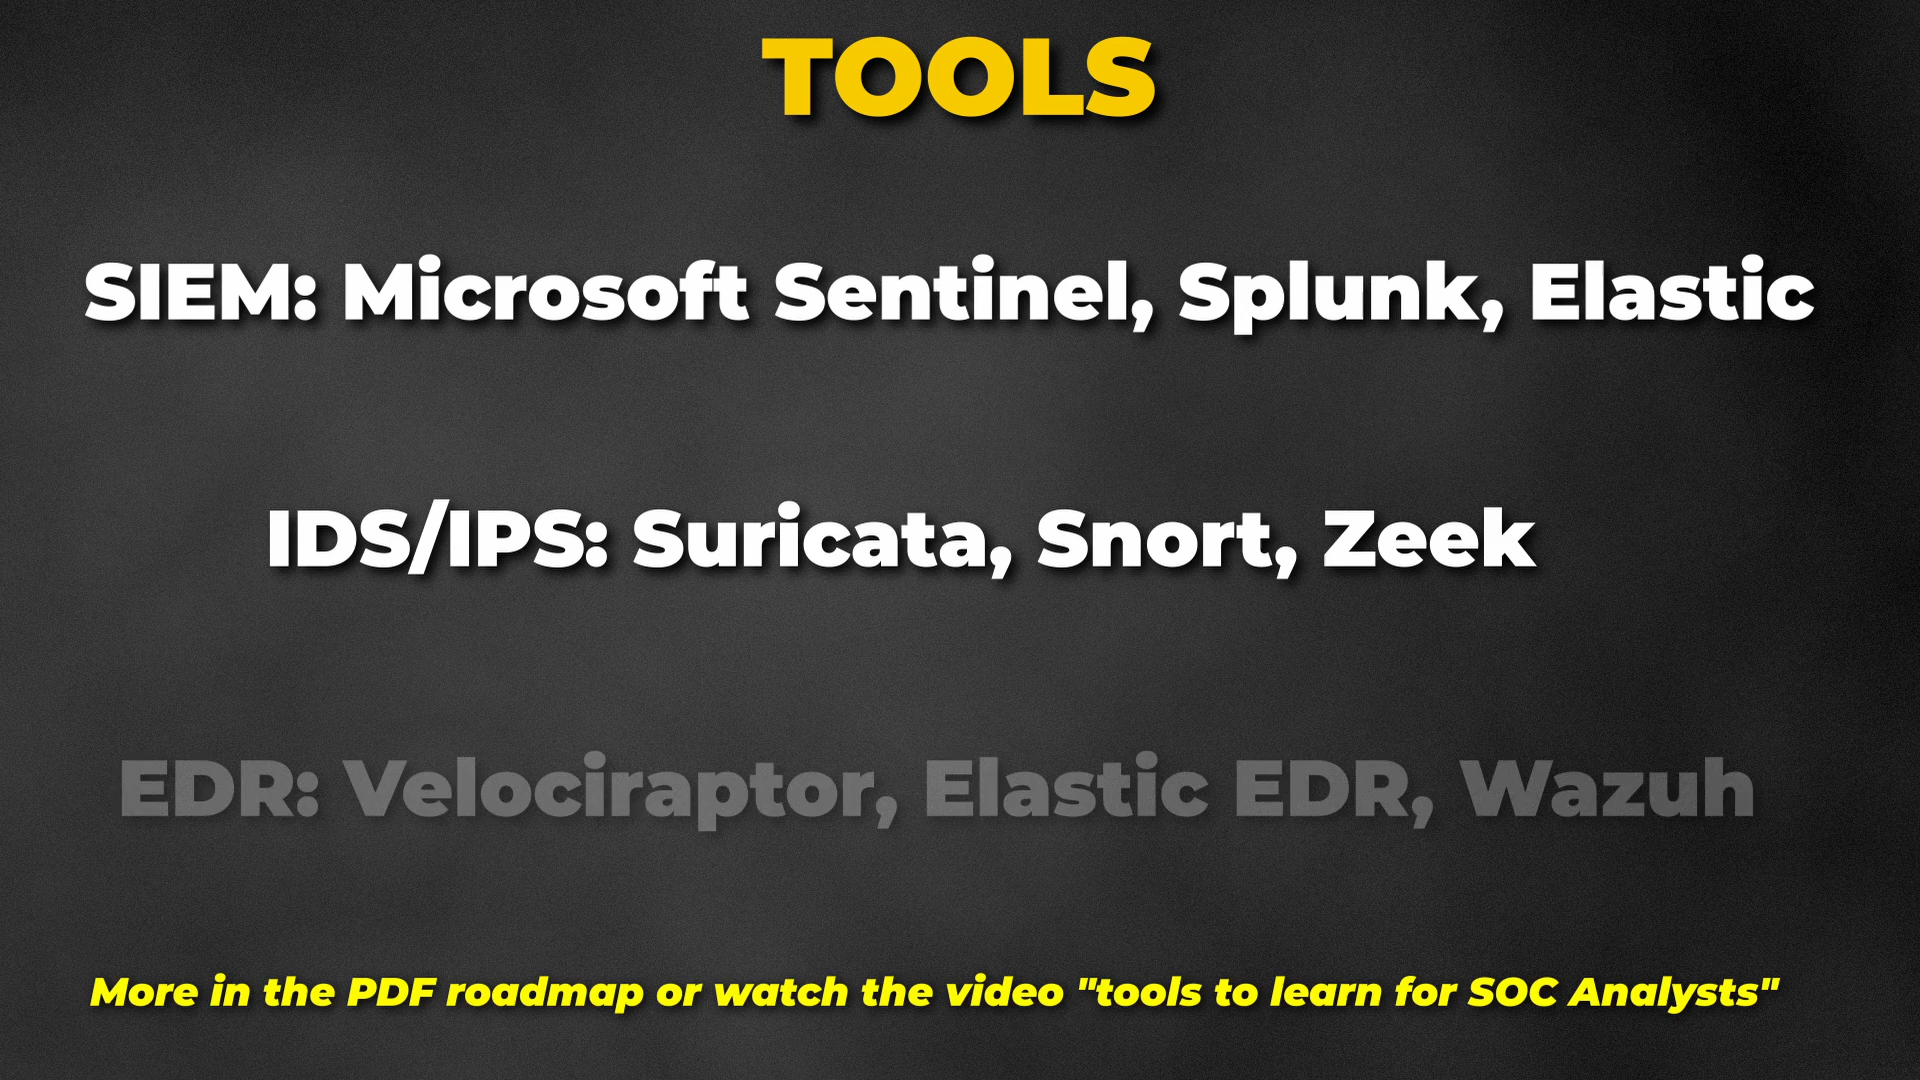 TOOLS
SIEM: Microsoft Sentinel, Splunk, Elastic
IDS/IPS: Suricata, Snort, Zeek
EDR: Velociraptor, Elastic EDR, Wazuh
More in the PDF roadmap or watch the video "tools to learn for SOC Analysts"